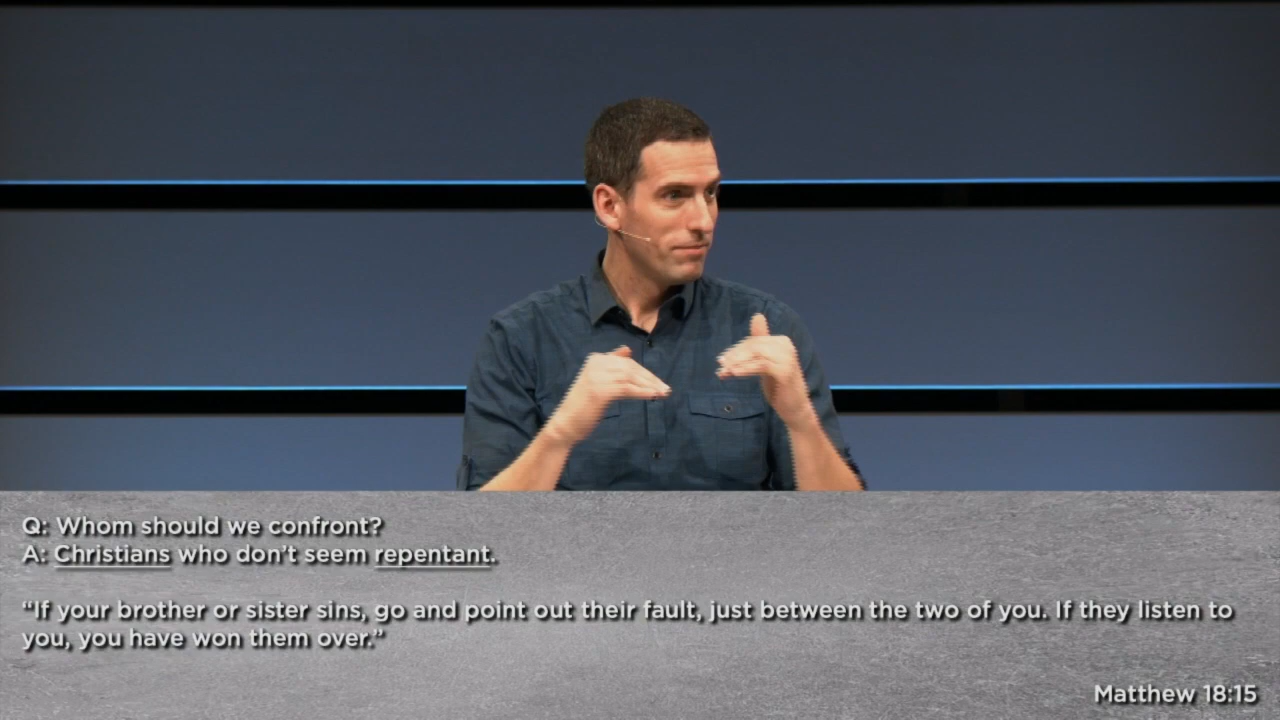 Q: Whom should we confront?
A: Christians who don’t seem repentant.
“If your brother or sister sins, go and point out their fault, just between the two of you. If they listen to
you, you have won them over.”
Matthew 18:15